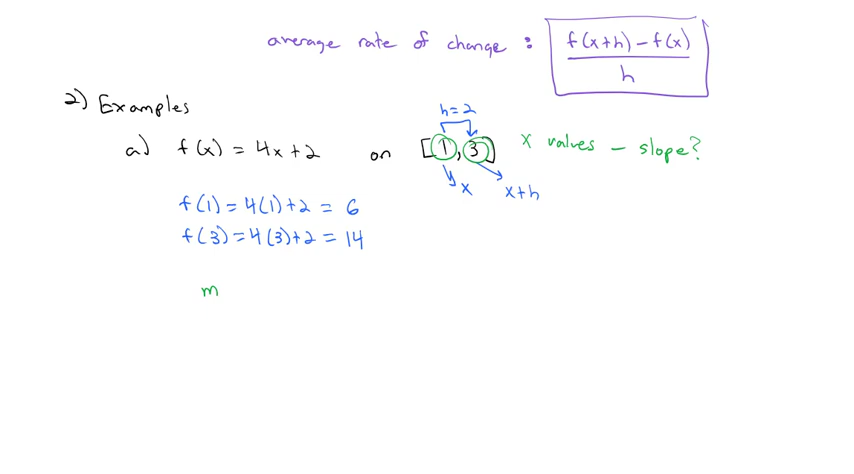 average rate of change : f(x+h) – f(x) / h
2) Examples
h = 2
a) f(x) = 4x + 2 on [1, 3] x values – slope?
x x+h
f(1) = 4(1) + 2 = 6
f(3) = 4(3) + 2 = 14
m